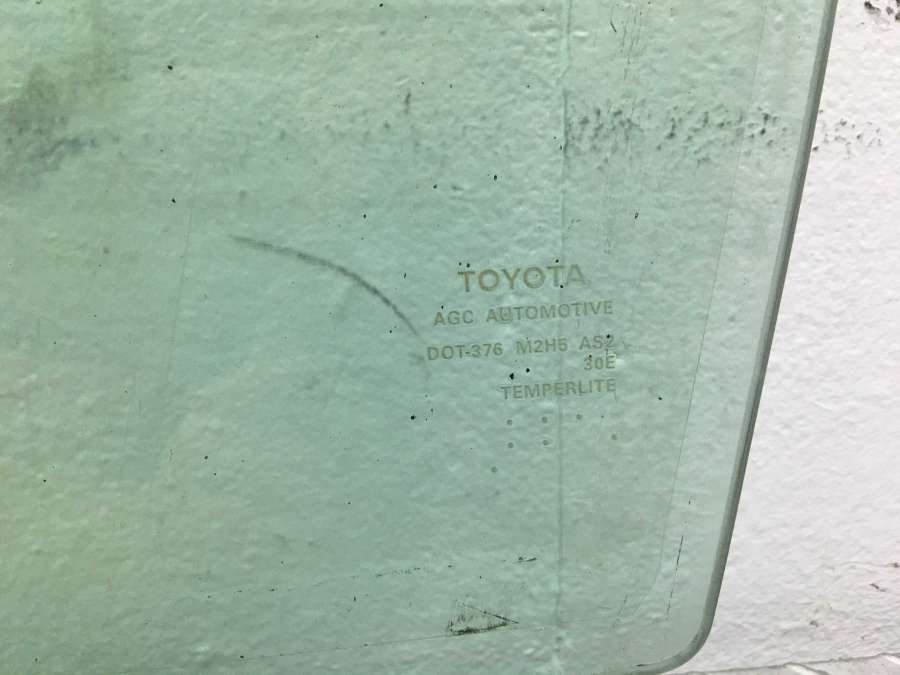 TOYOTA
AGC AUTOMOTIVE
DOT-376 M2H5 AS2
30E
TEMPERLITE